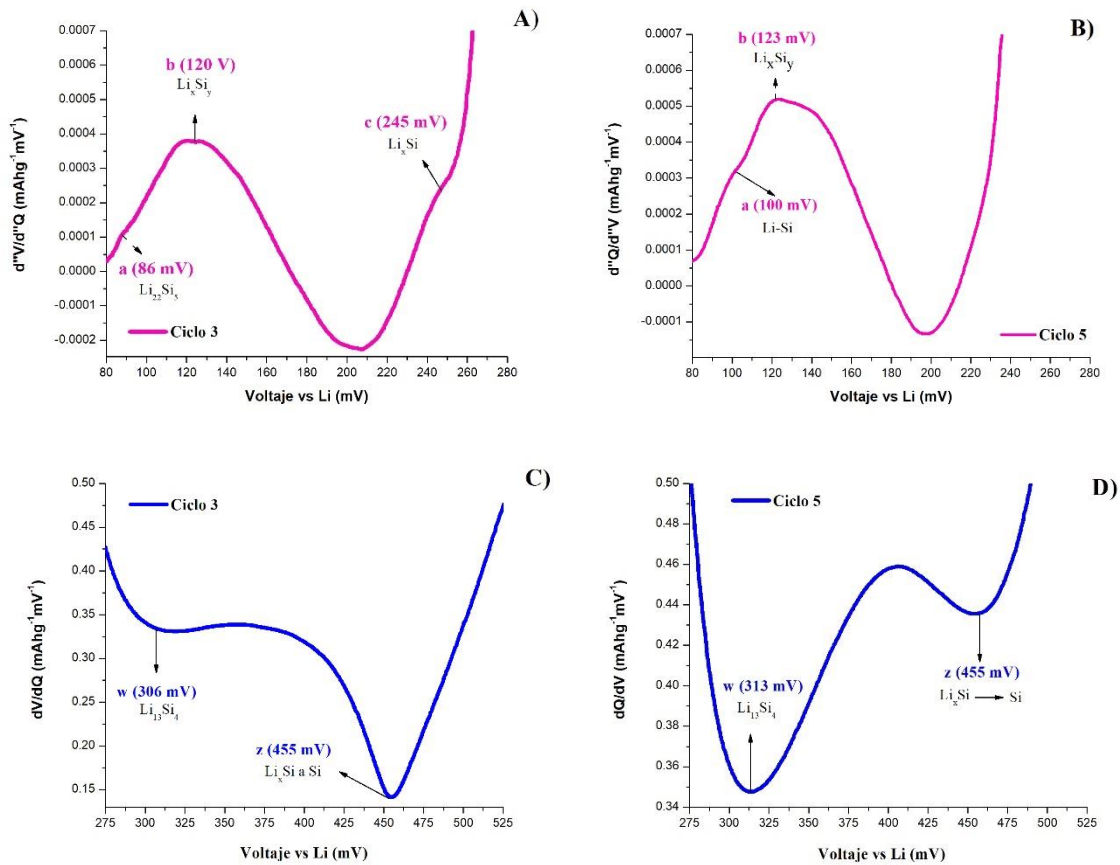 A)
0.0007
0.0006
0.0005
0.0004
0.0003
0.0002
0.0001
0.0000
-0.0001
-0.0002
d"V/d"Q (mAhg⁻¹mV⁻¹)
b (120 V)
LiₓSiᵧ
c (245 mV)
LiₓSi
a (86 mV)
Li₂₂Si₅
Ciclo 3
80 100 120 140 160 180 200 220 240 260 80
Voltaje vs Li (mV)
B)
0.0007
0.0006
0.0005
0.0004
0.0003
0.0002
0.0001
0.0000
-0.0001
d"Q/d"V (mAhg⁻¹mV⁻¹)
b (123 mV)
LiₓSiᵧ
a (100 mV)
Li-Si
Ciclo 5
80 100 120 140 160 180 200 220 240 260 280
Voltaje vs Li (mV)
C)
0.50
0.45
0.40
0.35
0.30
0.25
0.20
0.15
dV/dQ (mAhg⁻¹mV⁻¹)
Ciclo 3
w (306 mV)
Li₁₃Si₄
z (455 mV)
LiₓSi a Si
275 300 325 350 375 400 425 450 475 500 525
Voltaje vs Li (mV)
D)
0.50
0.48
0.46
0.44
0.42
0.40
0.38
0.36
0.34
dQ/dV (mAhg⁻¹mV⁻¹)
Ciclo 5
z (455 mV)
LiₓSi → Si
w (313 mV)
Li₁₃Si₄
275 300 325 350 375 400 425 450 475 500 525
Voltaje vs Li (mV)